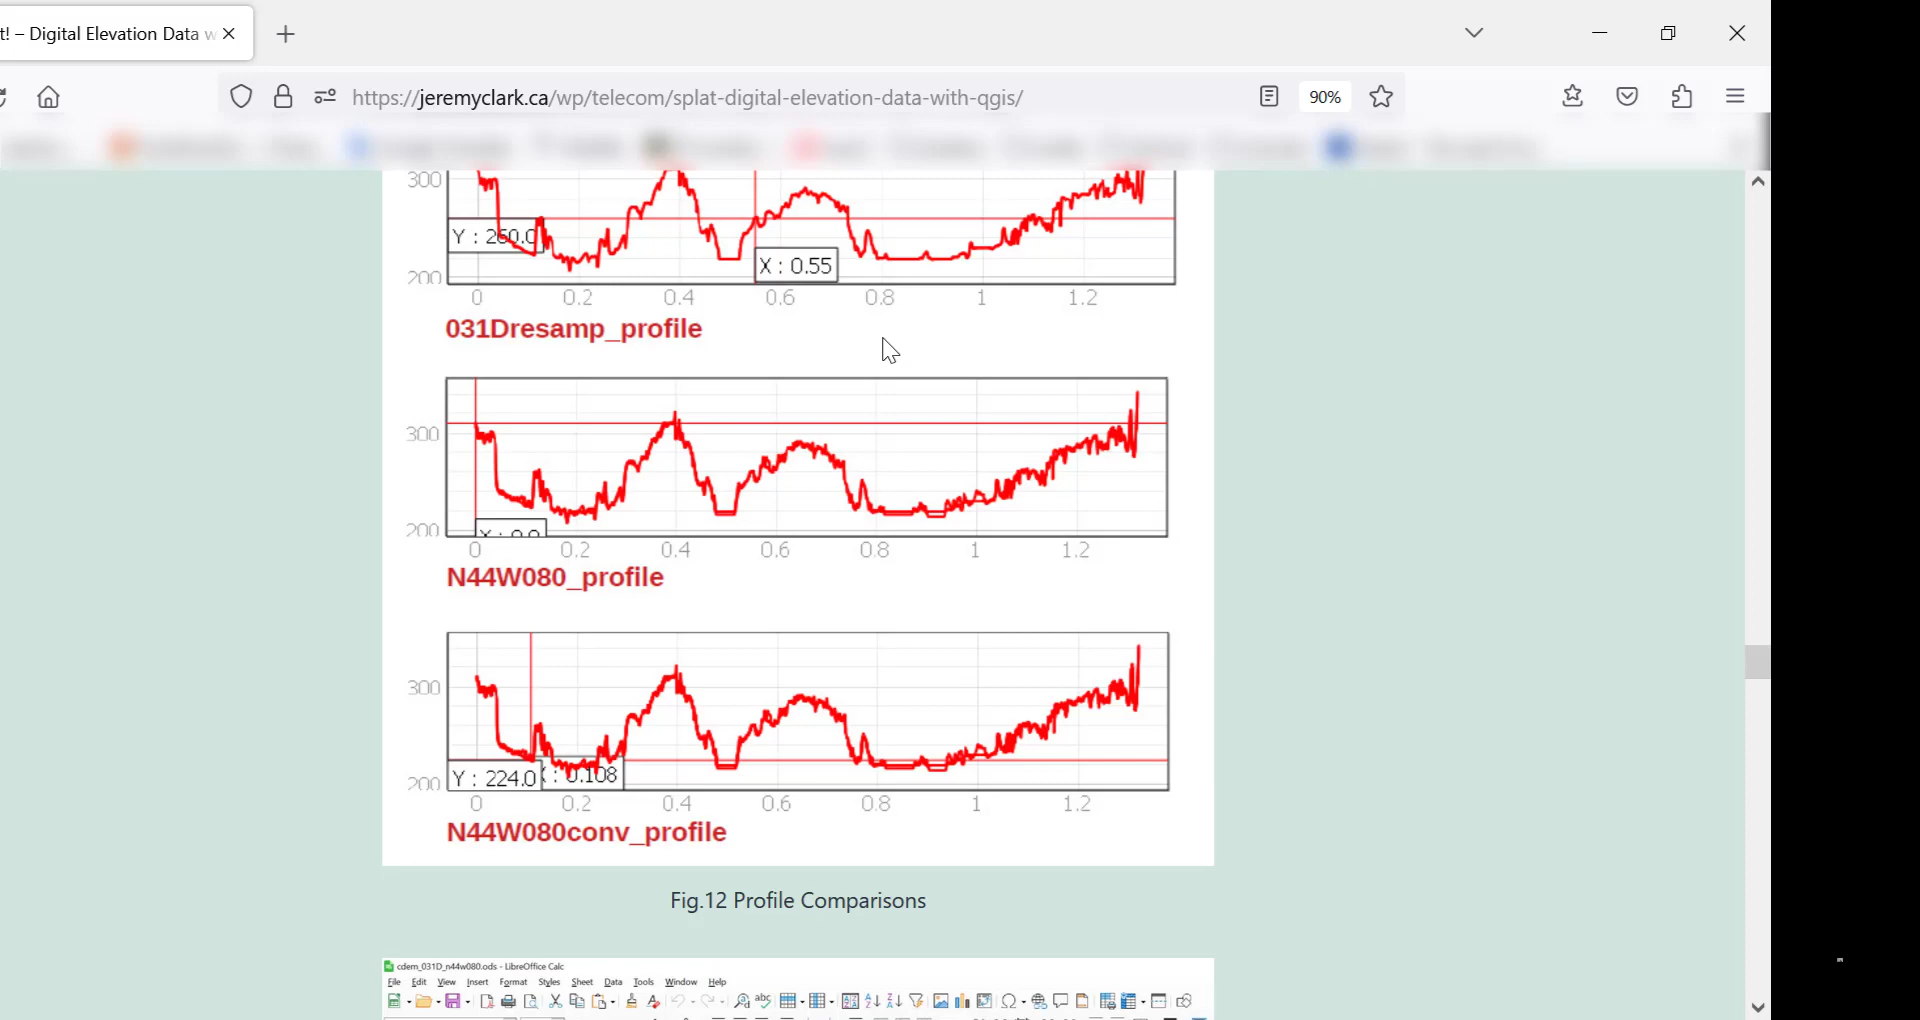 t! – Digital Elevation Data w
https://jeremyclark.ca/wp/telecom/splat-digital-elevation-data-with-qgis/
90%
300
Y : 260.0
X : 0.55
200
0 0.2 0.4 0.6 0.8 1 1.2
031Dresamp_profile
300
200
X : 0.0
0 0.2 0.4 0.6 0.8 1 1.2
N44W080_profile
300
Y : 224.0
: 0.108
200
0 0.2 0.4 0.6 0.8 1 1.2
N44W080conv_profile
Fig.12 Profile Comparisons
cdem_031D_n44w080.ods - LibreOffice Calc
File Edit View Insert Format Styles Sheet Data Tools Window Help